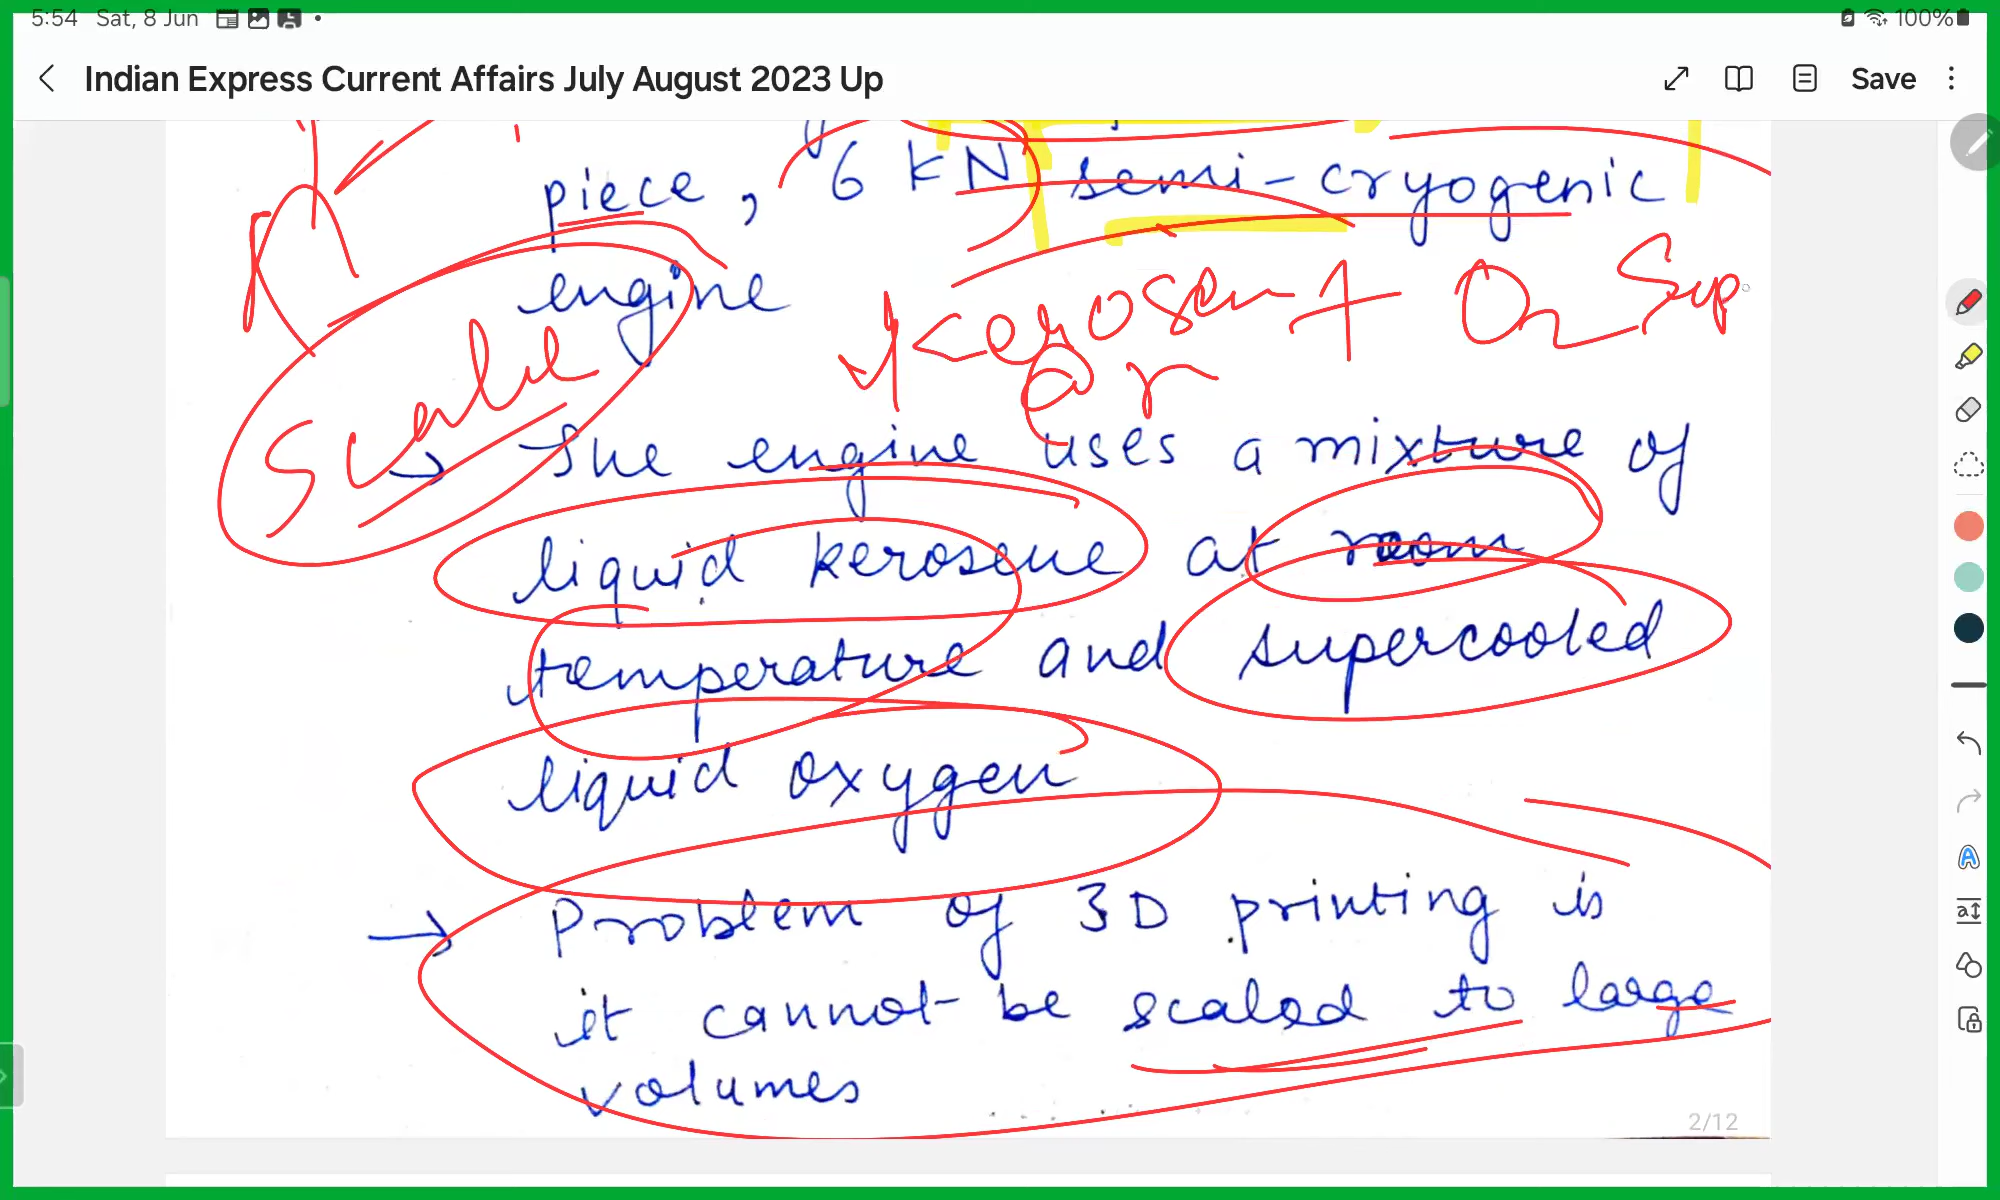 5:54 Sat, 8 Jun
100%
Indian Express Current Affairs July August 2023 Up
Save
piece, 6 kN semi-cryogenic
engine
Kerosen + O2 Sup
Scale
→ The engine uses a mixture of
liquid kerosene at room
temperature and supercooled
liquid oxygen
→ Problem of 3D printing is
it cannot be scaled to large
volumes
2/12